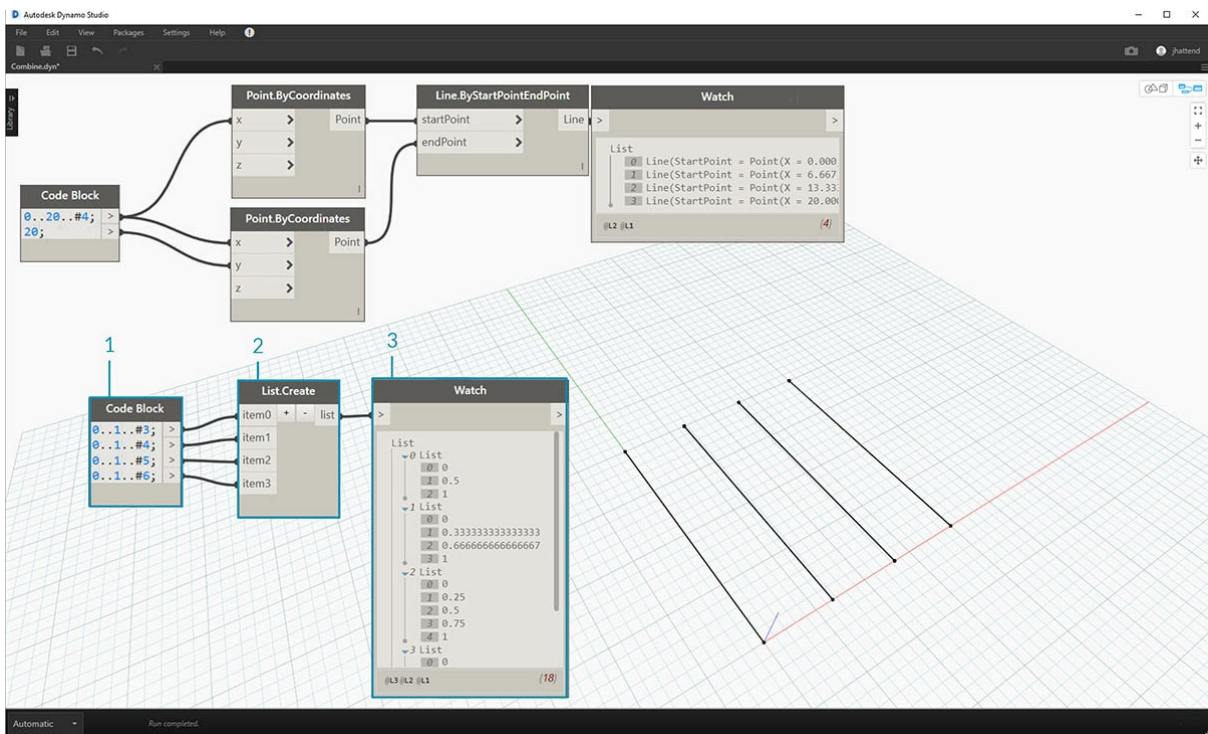 Autodesk Dynamo Studio
File Edit View Packages Settings Help
jhattend
Combine.dyn*
Library
Point.ByCoordinates
x > Point
y >
z >
Line.ByStartPointEndPoint
startPoint > Line
endPoint >
Watch
> >
List
0 Line(StartPoint = Point(X = 0.000
1 Line(StartPoint = Point(X = 6.667
2 Line(StartPoint = Point(X = 13.33
3 Line(StartPoint = Point(X = 20.00
@L2 @L1 {4}
Code Block
0..20..#4; >
20; >
Point.ByCoordinates
x > Point
y >
z >
1
2
3
Code Block
0..1..#3; >
0..1..#4; >
0..1..#5; >
0..1..#6; >
List.Create
item0 + - list
item1
item2
item3
Watch
> >
List
0 List
0 0
1 0.5
2 1
1 List
0 0
1 0.333333333333333
2 0.666666666666667
3 1
2 List
0 0
1 0.25
2 0.5
3 0.75
4 1
3 List
0 0
@L3 @L2 @L1 {18}
Automatic
Run completed.